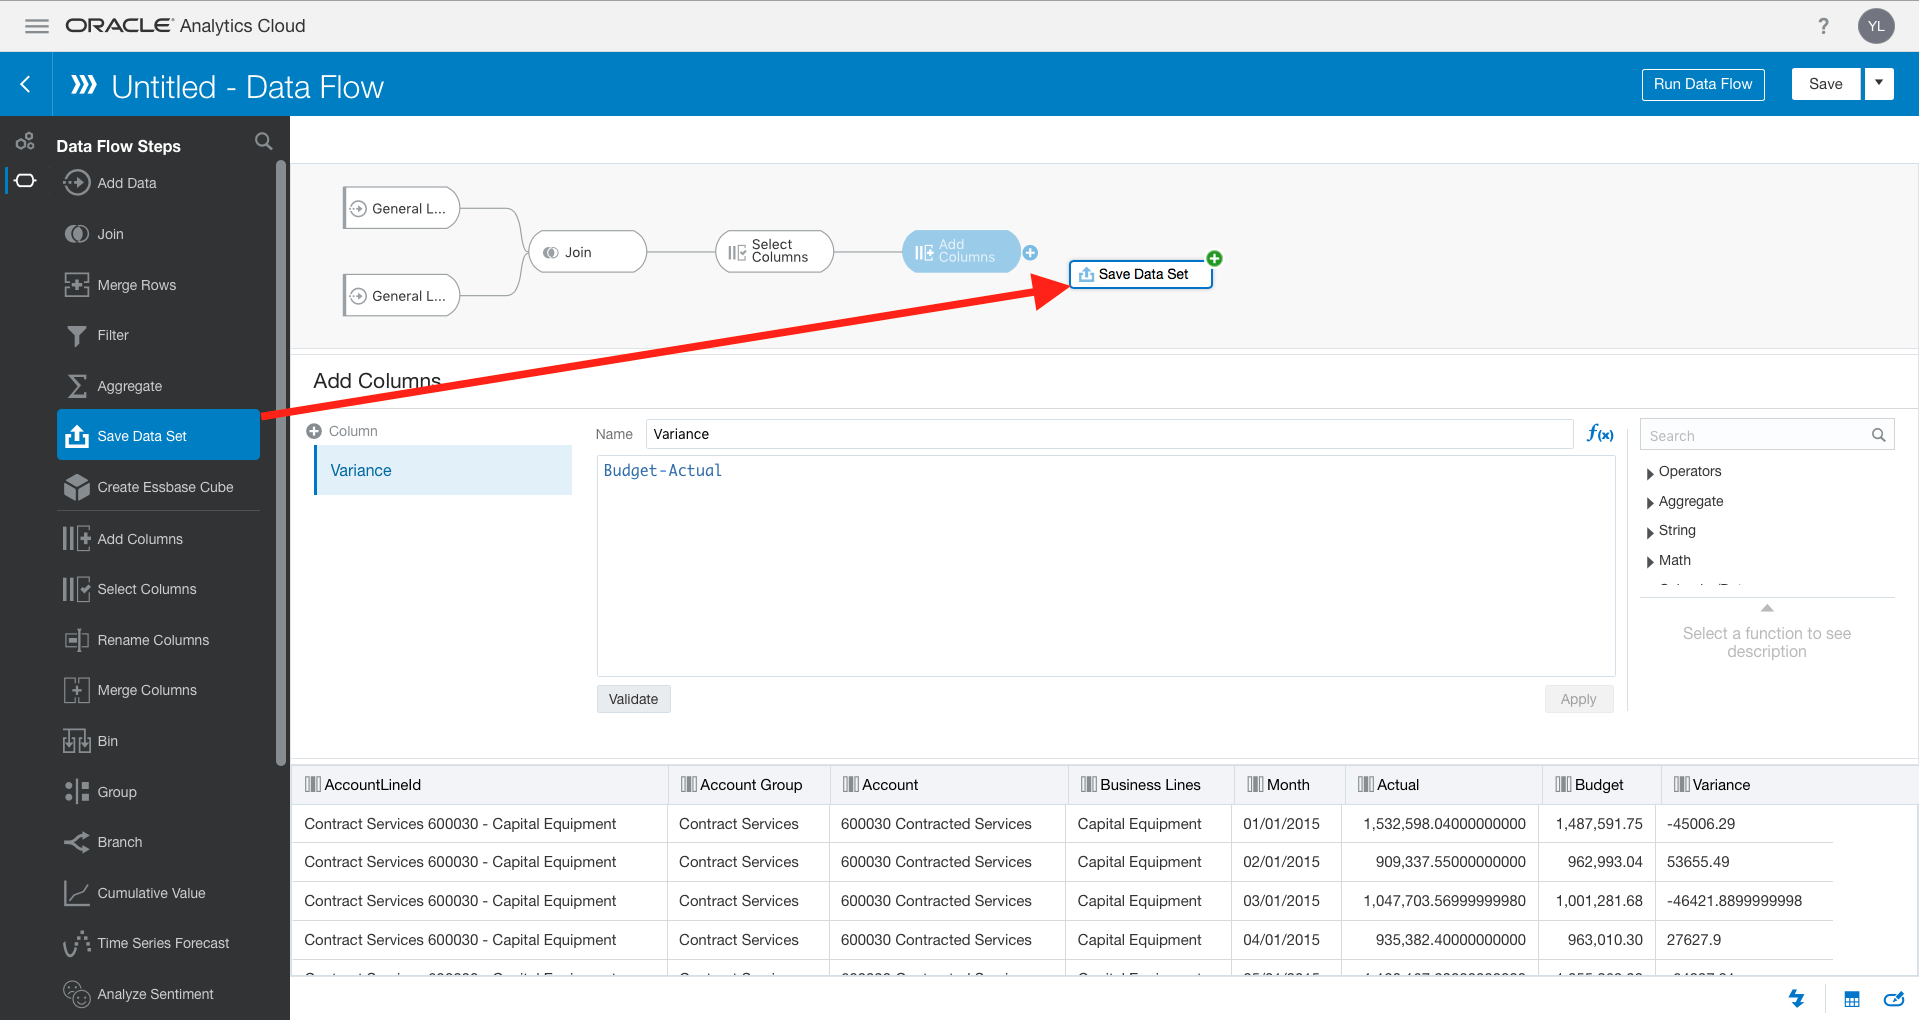 ORACLE Analytics Cloud
?
YL
Untitled - Data Flow
Run Data Flow
Save
Data Flow Steps
Add Data
Join
Merge Rows
Filter
Aggregate
Save Data Set
Create Essbase Cube
Add Columns
Select Columns
Rename Columns
Merge Columns
Bin
Group
Branch
Cumulative Value
Time Series Forecast
Analyze Sentiment
General L...
General L...
Join
Select
Columns
Add
Columns
Save Data Set
Add Columns
Column
Variance
Name
Variance
f(x)
Budget-Actual
Validate
Apply
Search
Operators
Aggregate
String
Math
Select a function to see
description
AccountLineId Account Group Account Business Lines Month Actual Budget Variance
Contract Services 600030 - Capital Equipment Contract Services 600030 Contracted Services Capital Equipment 01/01/2015 1,532,598.04000000000 1,487,591.75 -45006.29
Contract Services 600030 - Capital Equipment Contract Services 600030 Contracted Services Capital Equipment 02/01/2015 909,337.55000000000 962,993.04 53655.49
Contract Services 600030 - Capital Equipment Contract Services 600030 Contracted Services Capital Equipment 03/01/2015 1,047,703.56999999980 1,001,281.68 -46421.8899999998
Contract Services 600030 - Capital Equipment Contract Services 600030 Contracted Services Capital Equipment 04/01/2015 935,382.40000000000 963,010.30 27627.9